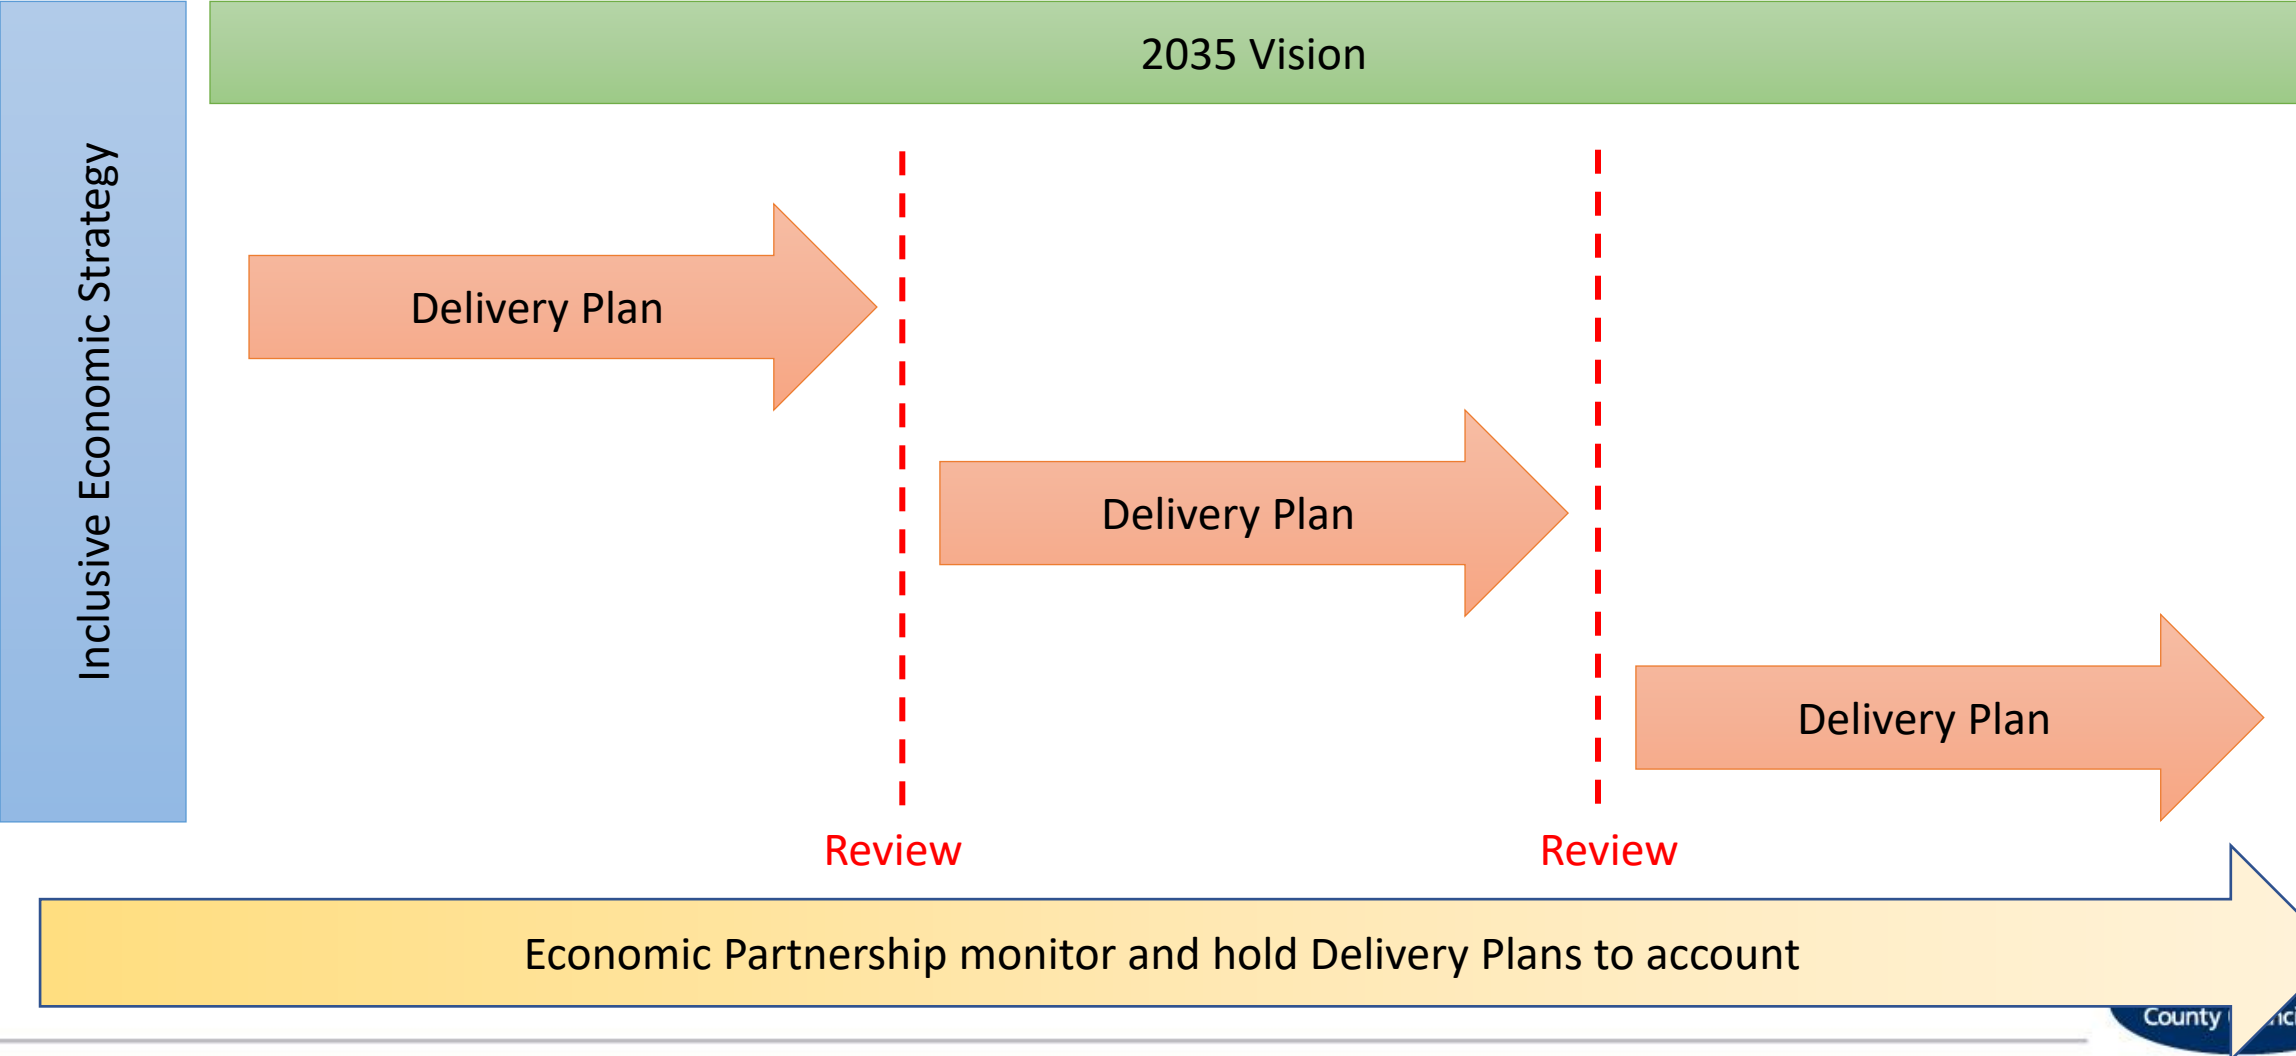 2035 Vision
Inclusive Economic Strategy
Delivery Plan
Delivery Plan
Delivery Plan
Review
Review
Economic Partnership monitor and hold Delivery Plans to account
County